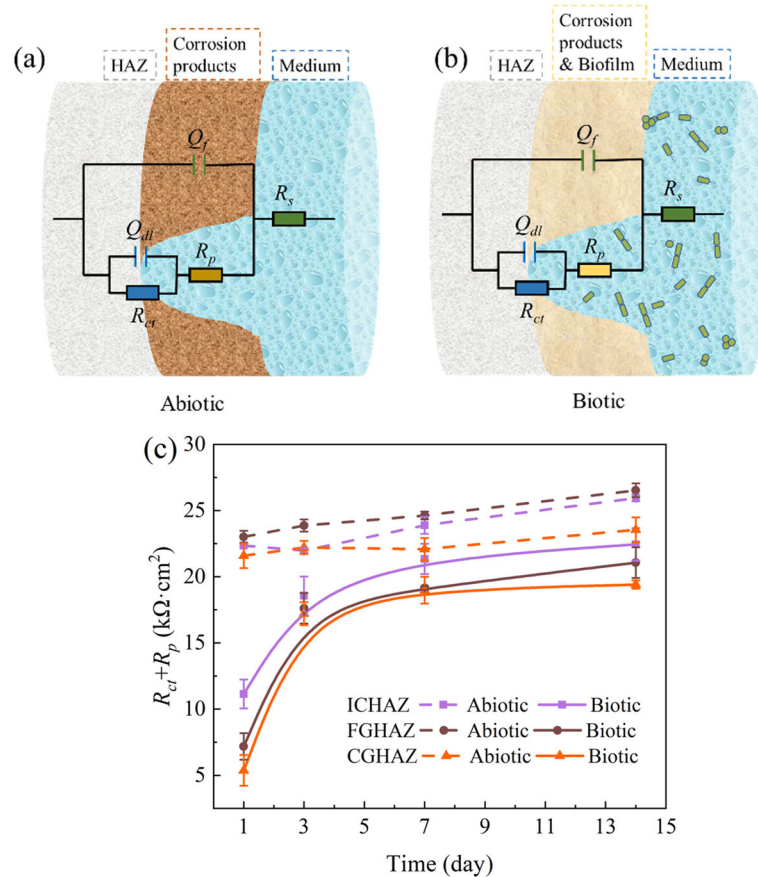 (a)
HAZ
Corrosion
products
Medium
Q_f
R_s
Q_dl
R_p
R_ct
Abiotic
(b)
HAZ
Corrosion
products
& Biofilm
Medium
Q_f
R_s
Q_dl
R_p
R_ct
Biotic
(c)
30
25
20
15
10
5
R_ct+R_p (kΩ·cm²)
ICHAZ Abiotic Biotic
FGHAZ Abiotic Biotic
CGHAZ Abiotic Biotic
1 3 5 7 9 11 13 15
Time (day)